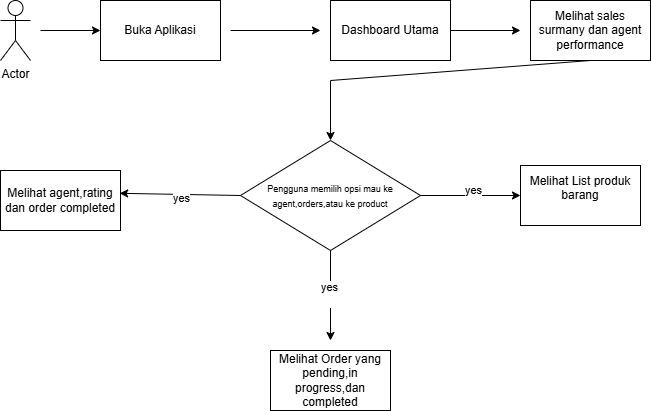 Actor
Buka Aplikasi
Dashboard Utama
Melihat sales
surmany dan agent
performance
Pengguna memilih opsi mau ke
agent,orders,atau ke product
Melihat agent,rating
dan order completed
yes
yes
Melihat List produk
barang
yes
Melihat Order yang
pending,in
progress,dan
completed